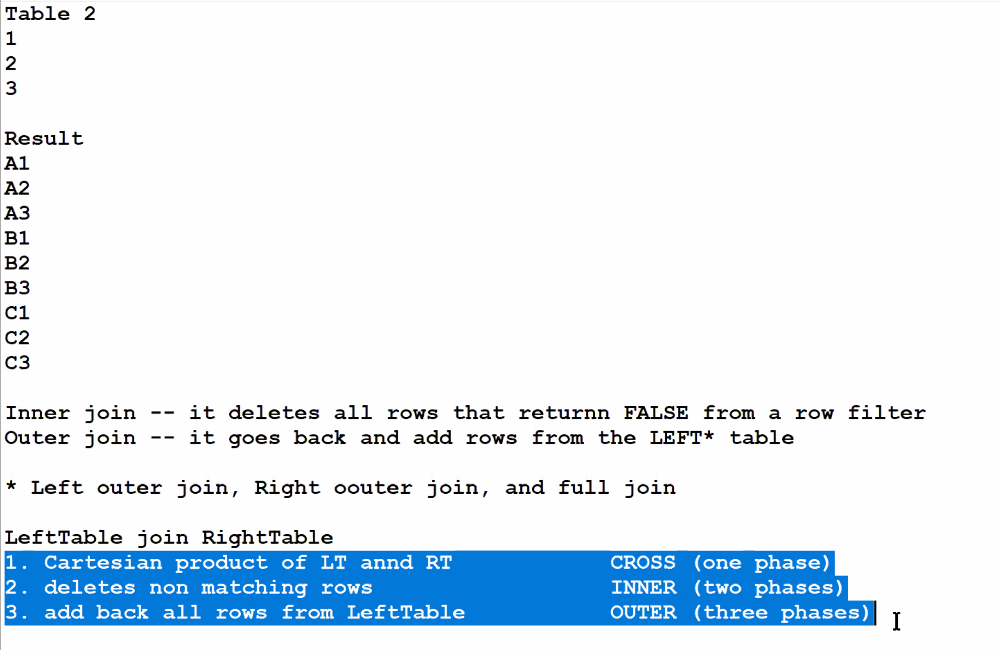 Table 2
1
2
3
Result
A1
A2
A3
B1
B2
B3
C1
C2
C3
Inner join -- it deletes all rows that returnn FALSE from a row filter
Outer join -- it goes back and add rows from the LEFT* table
* Left outer join, Right oouter join, and full join
LeftTable join RightTable
1. Cartesian product of LT annd RT CROSS (one phase)
2. deletes non matching rows INNER (two phases)
3. add back all rows from LeftTable OUTER (three phases)